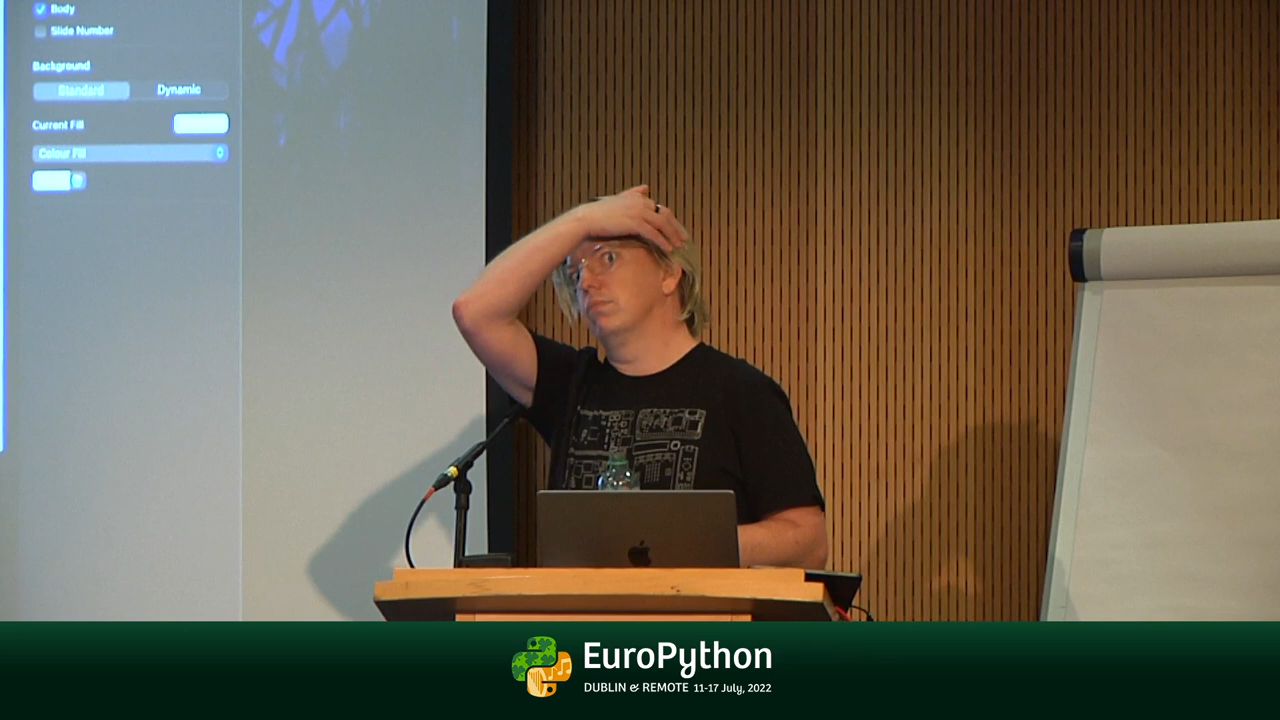 Body
Slide Number
Background
Standard Dynamic
Current Fill
Colour Fill
EuroPython
DUBLIN & REMOTE 11-17 July, 2022